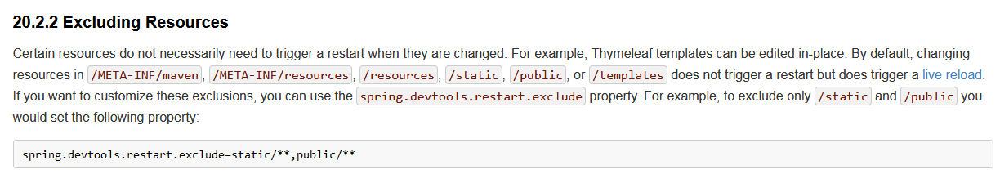 20.2.2 Excluding Resources
Certain resources do not necessarily need to trigger a restart when they are changed. For example, Thymeleaf templates can be edited in-place. By default, changing
resources in /META-INF/maven, /META-INF/resources, /resources, /static, /public, or /templates does not trigger a restart but does trigger a live reload.
If you want to customize these exclusions, you can use the spring.devtools.restart.exclude property. For example, to exclude only /static and /public you
would set the following property:
spring.devtools.restart.exclude=static/**,public/**